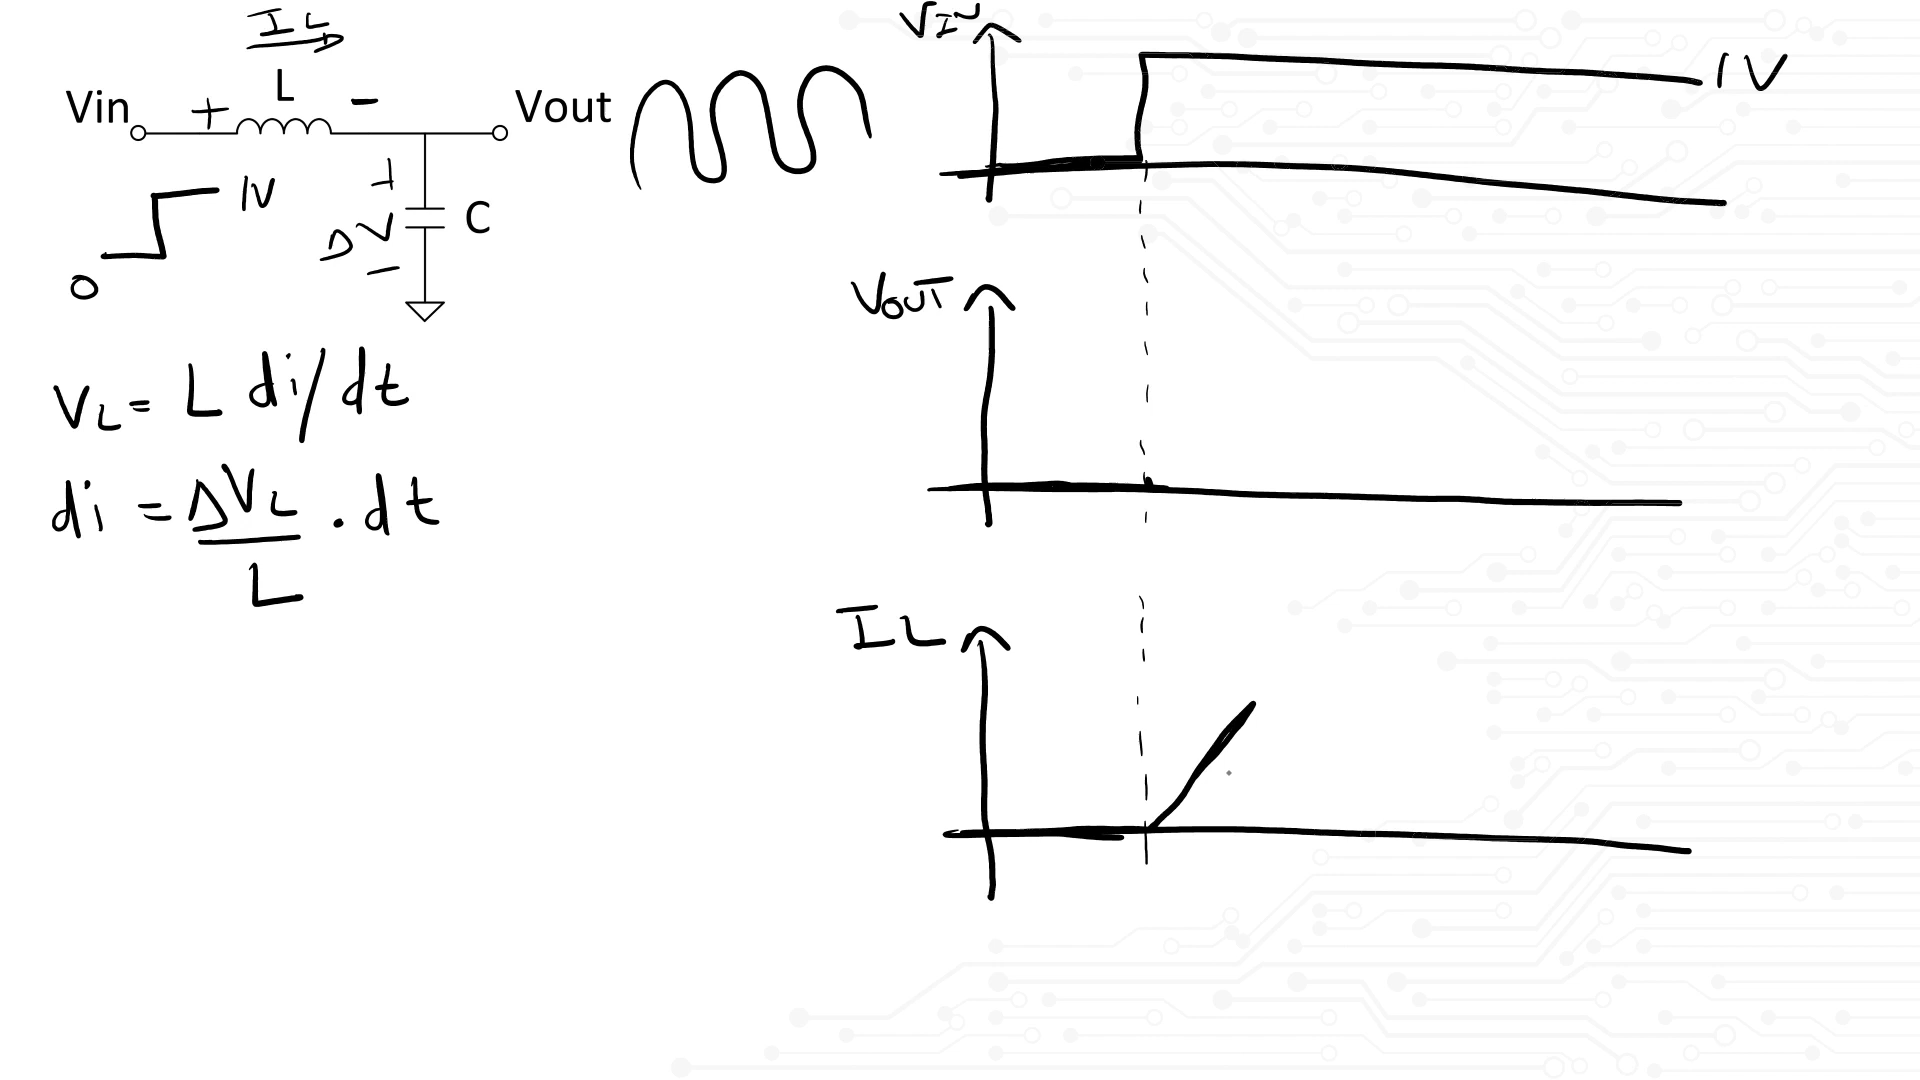 IL
L
Vin + - Vout
+
1V
ΔV C
-
0
VL = L di/dt
di = ΔVL/L . dt
VIN
1V
VOUT
IL